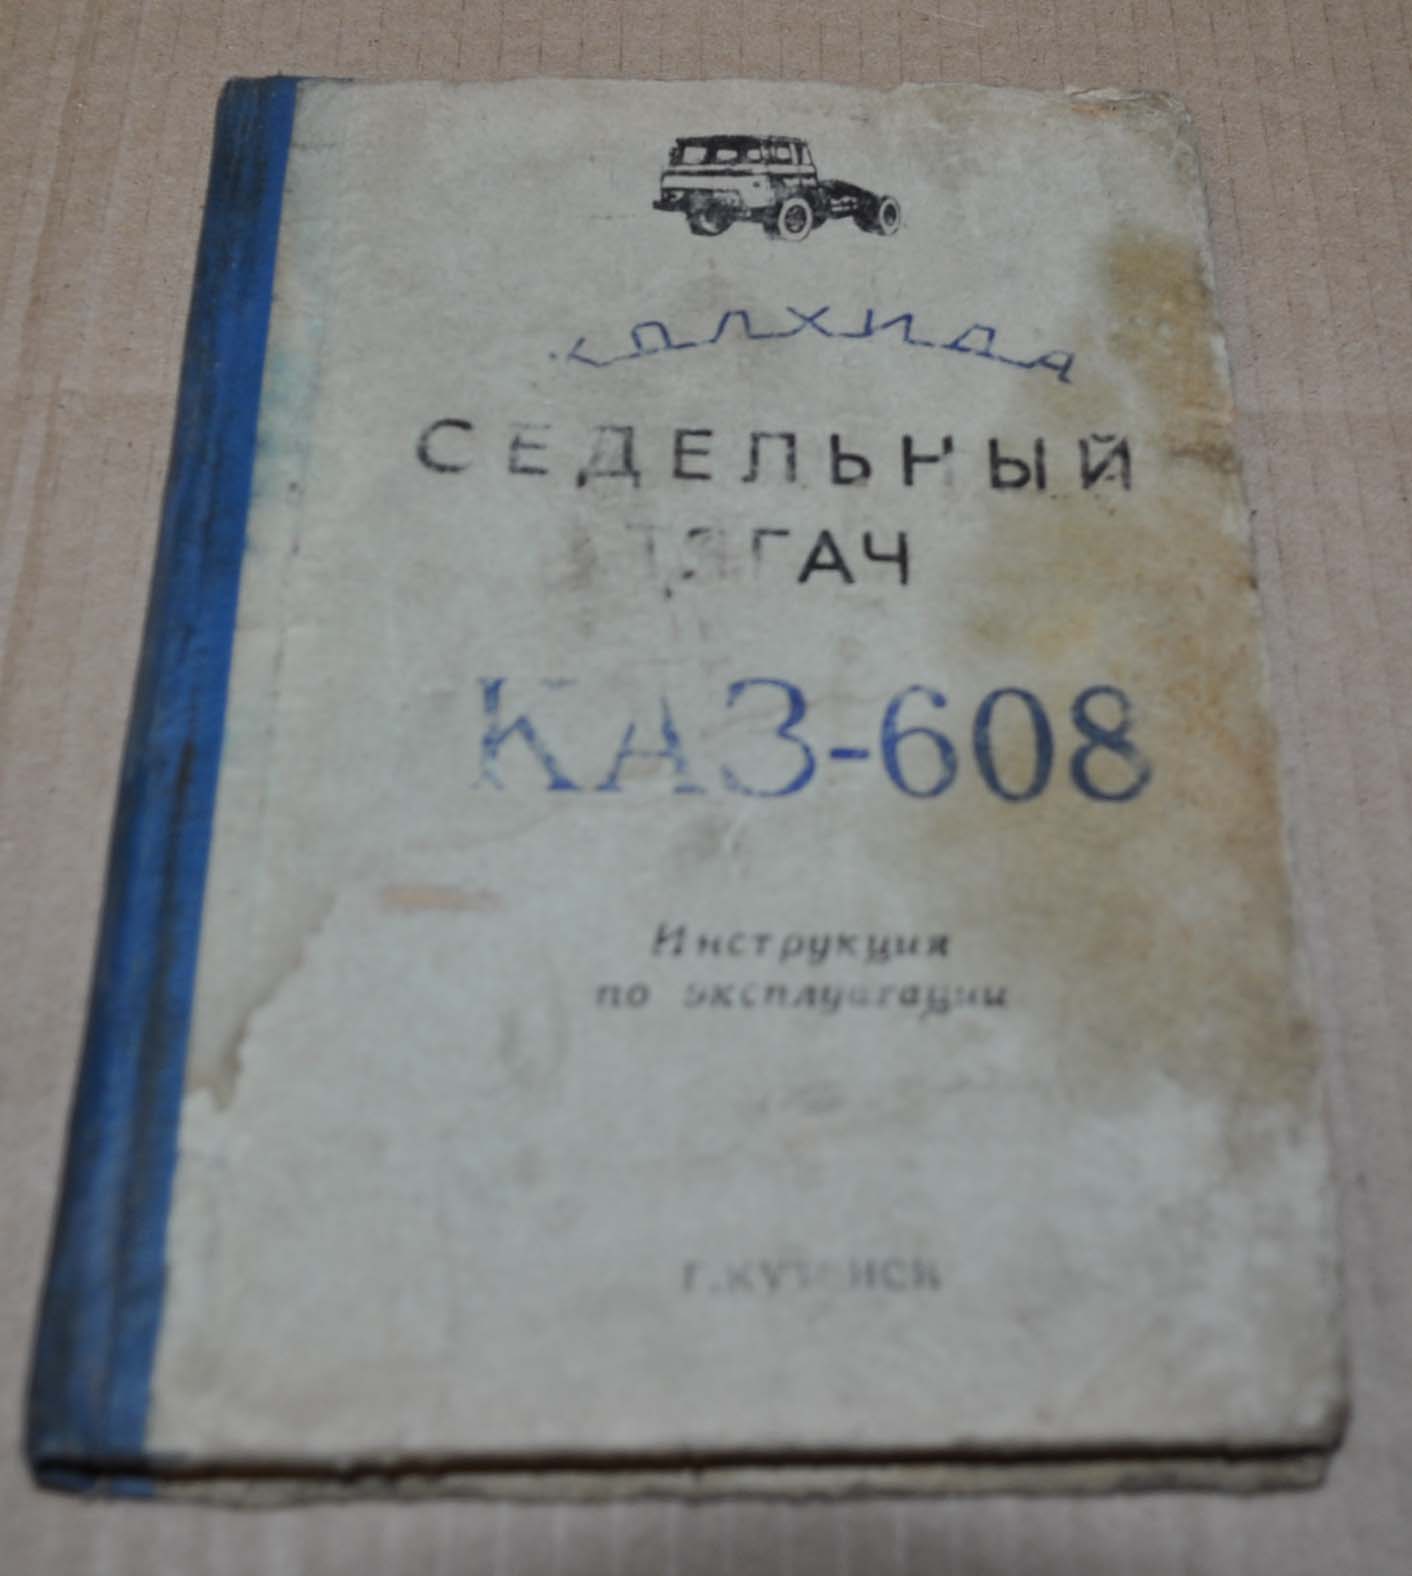 Колхида
СЕДЕЛЬНЫЙ
ТЯГАЧ
КАЗ-608
Инструкция
по эксплуатации
г.КУТАИСИ